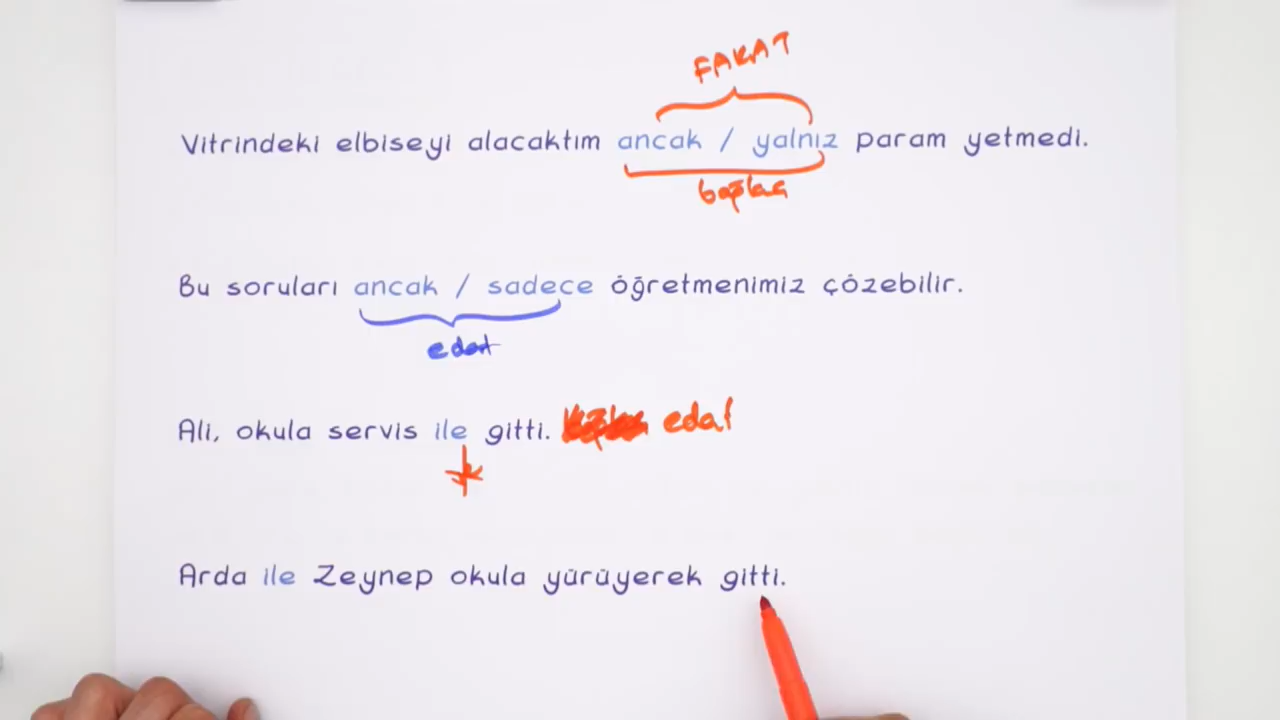 FAKAT
Vitrindeki elbiseyi alacaktım ancak / yalnız param yetmedi.
bağlaç
Bu soruları ancak / sadece öğretmenimiz çözebilir.
edat
Ali, okula servis ile gitti. edat
Arda ile Zeynep okula yürüyerek gitti.